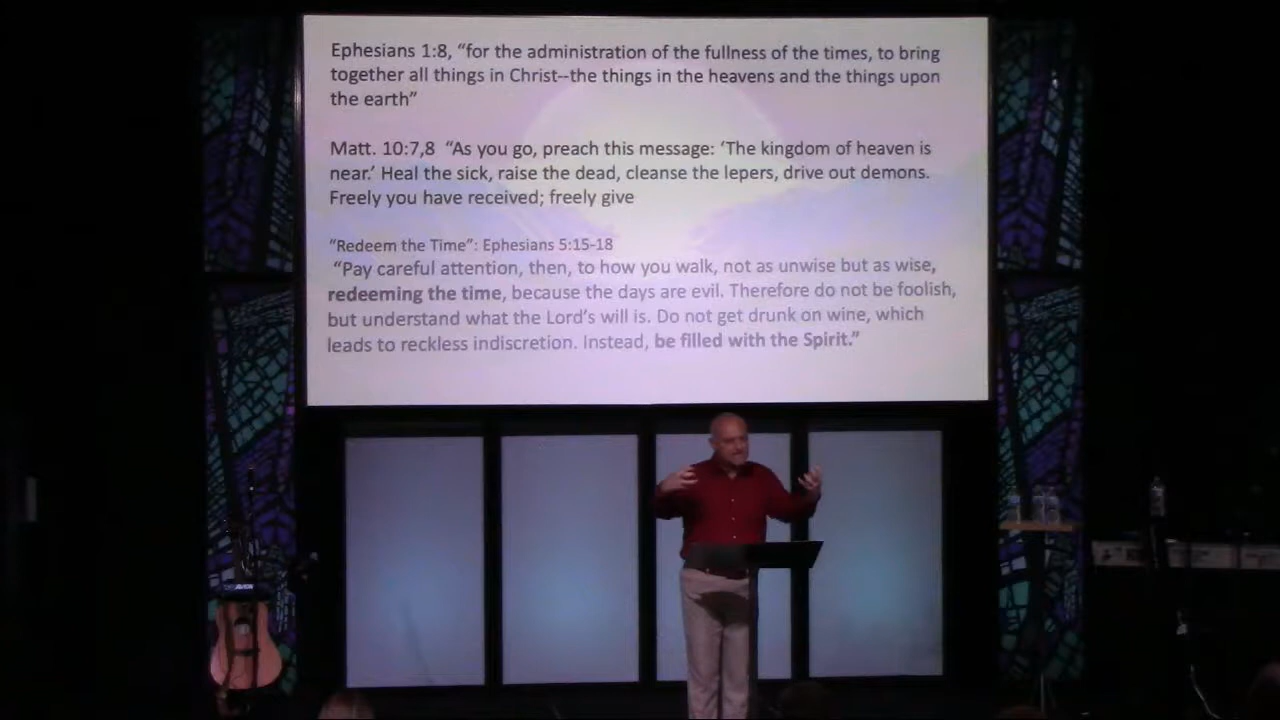 Ephesians 1:8, “for the administration of the fullness of the times, to bring
together all things in Christ--the things in the heavens and the things upon
the earth”
Matt. 10:7,8 “As you go, preach this message: ‘The kingdom of heaven is
near.’ Heal the sick, raise the dead, cleanse the lepers, drive out demons.
Freely you have received; freely give
“Redeem the Time”: Ephesians 5:15-18
“Pay careful attention, then, to how you walk, not as unwise but as wise,
redeeming the time, because the days are evil. Therefore do not be foolish,
but understand what the Lord’s will is. Do not get drunk on wine, which
leads to reckless indiscretion. Instead, be filled with the Spirit.”